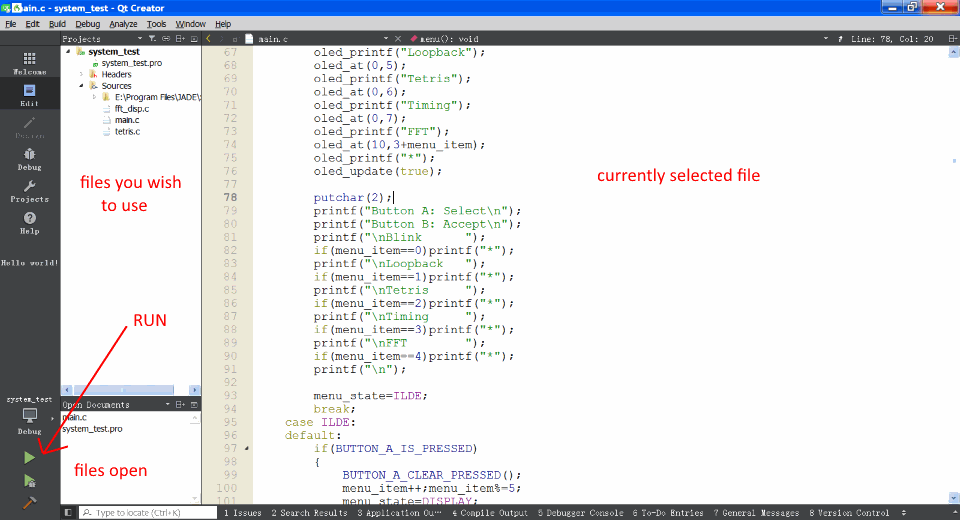 main.c - system_test - Qt Creator
File Edit Build Debug Analyze Tools Window Help
Projects
main.c
menu(): void
# Line: 78, Col: 20
Welcome
Edit
Design
Debug
Projects
Help
Hello world!
system_test
Debug
system_test
system_test.pro
Headers
Sources
E:\Program Files\JADE\
fft_disp.c
main.c
tetris.c
files you wish
to use
RUN
Open Documents
main.c
system_test.pro
files open
currently selected file
67 oled_printf("Loopback");
68 oled_at(0,5);
69 oled_printf("Tetris");
70 oled_at(0,6);
71 oled_printf("Timing");
72 oled_at(0,7);
73 oled_printf("FFT");
74 oled_at(10,3+menu_item);
75 oled_printf("*");
76 oled_update(true);
77
78 putchar(2);
79 printf("Button A: Select\n");
80 printf("Button B: Accept\n");
81 printf("\nBlink      ");
82 if(menu_item==0)printf("*");
83 printf("\nLoopback   ");
84 if(menu_item==1)printf("*");
85 printf("\nTetris     ");
86 if(menu_item==2)printf("*");
87 printf("\nTiming     ");
88 if(menu_item==3)printf("*");
89 printf("\nFFT        ");
90 if(menu_item==4)printf("*");
91 printf("\n");
92
93 menu_state=ILDE;
94 break;
95 case ILDE:
96 default:
97 if(BUTTON_A_IS_PRESSED)
98 {
99 BUTTON_A_CLEAR_PRESSED();
100 menu_item++;menu_item%=5;
101 menu_state=DISPLAY;
Type to locate (Ctrl+K)
1 Issues 2 Search Results 3 Application Ou… 4 Compile Output 5 Debugger Console 6 To-Do Entries 7 General Messages 8 Version Control